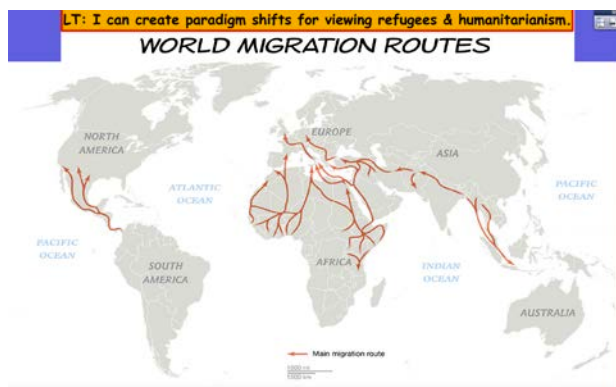 LT: I can create paradigm shifts for viewing refugees & humanitarianism.
WORLD MIGRATION ROUTES
NORTH
AMERICA
EUROPE
ASIA
ATLANTIC
OCEAN
PACIFIC
OCEAN
PACIFIC
OCEAN
SOUTH
AMERICA
AFRICA
INDIAN
OCEAN
AUSTRALIA
Main migration route